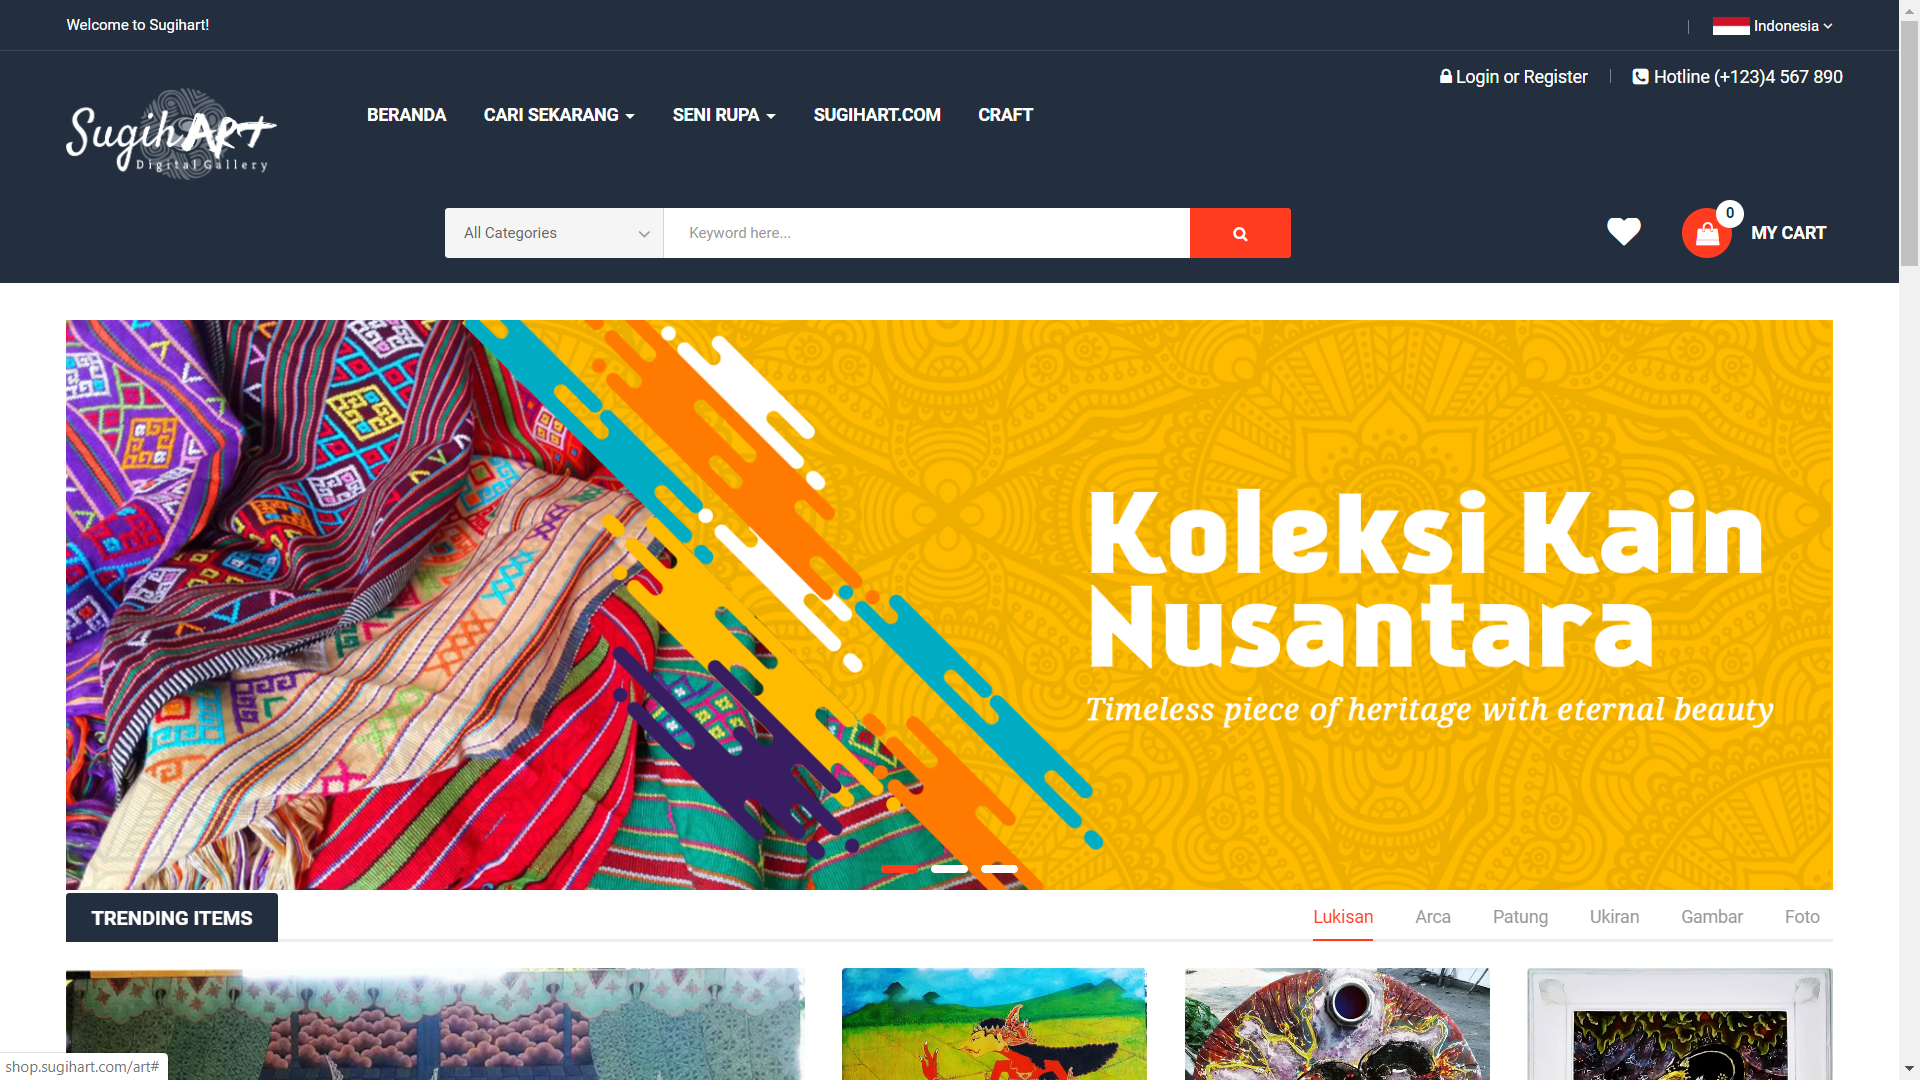 Welcome to Sugihart!
Indonesia
Login or Register
Hotline (+123)4 567 890
SugihART
Digital Gallery
BERANDA
CARI SEKARANG
SENI RUPA
SUGIHART.COM
CRAFT
All Categories
Keyword here...
0
MY CART
Koleksi Kain
Nusantara
Timeless piece of heritage with eternal beauty
TRENDING ITEMS
Lukisan
Arca
Patung
Ukiran
Gambar
Foto
shop.sugihart.com/art#